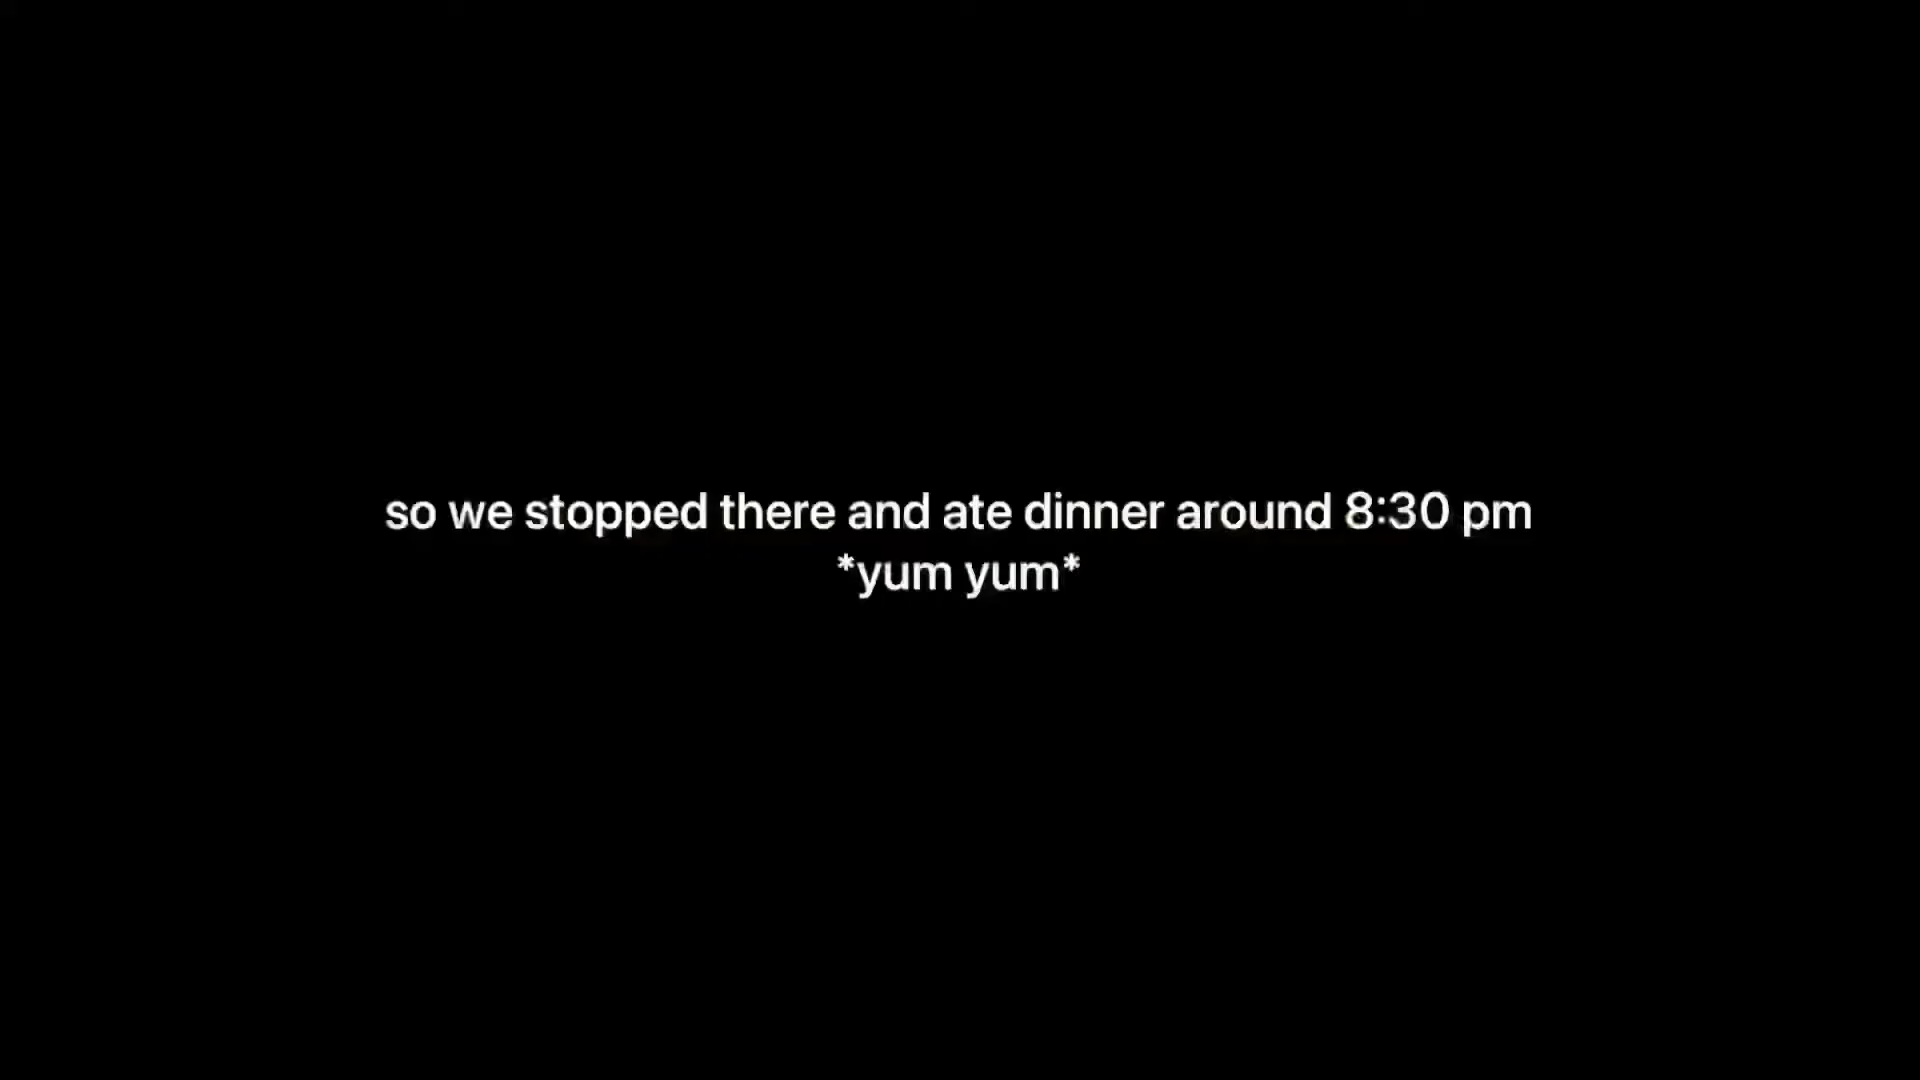 so we stopped there and ate dinner around 8:30 pm
*yum yum*